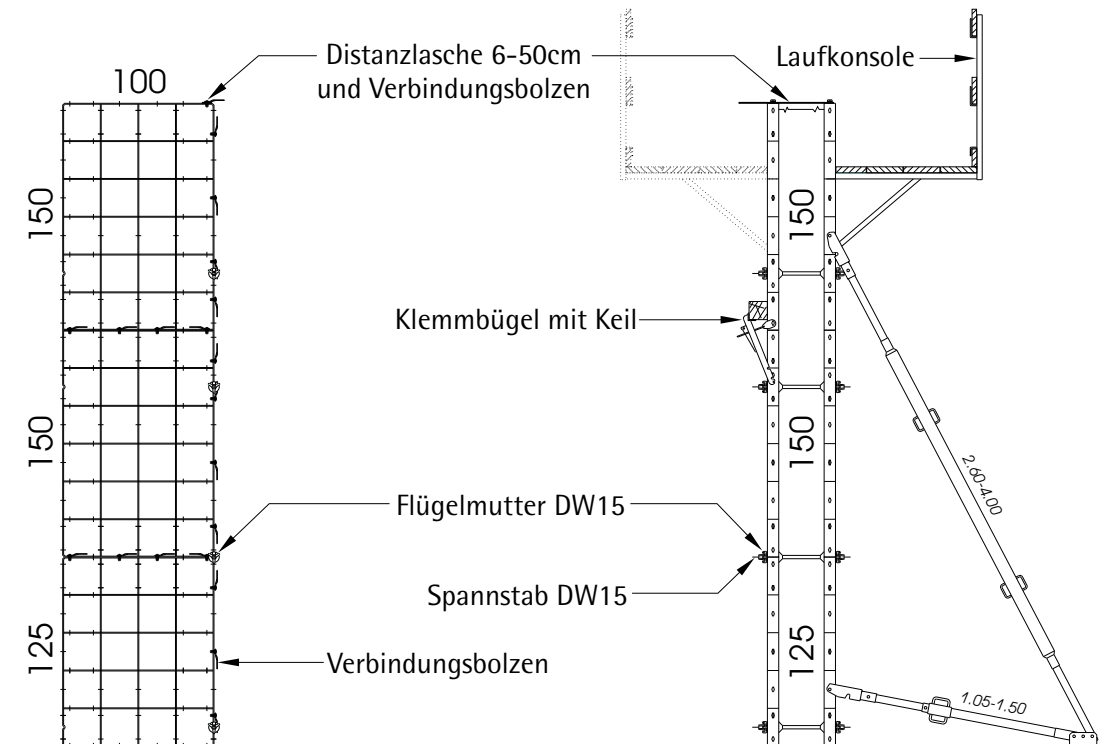 Distanzlasche 6-50cm
und Verbindungsbolzen
Laufkonsole
100
150
150
Klemmbügel mit Keil
150
150
2.60-4.00
Flügelmutter DW15
Spannstab DW15
125
125
Verbindungsbolzen
1.05-1.50